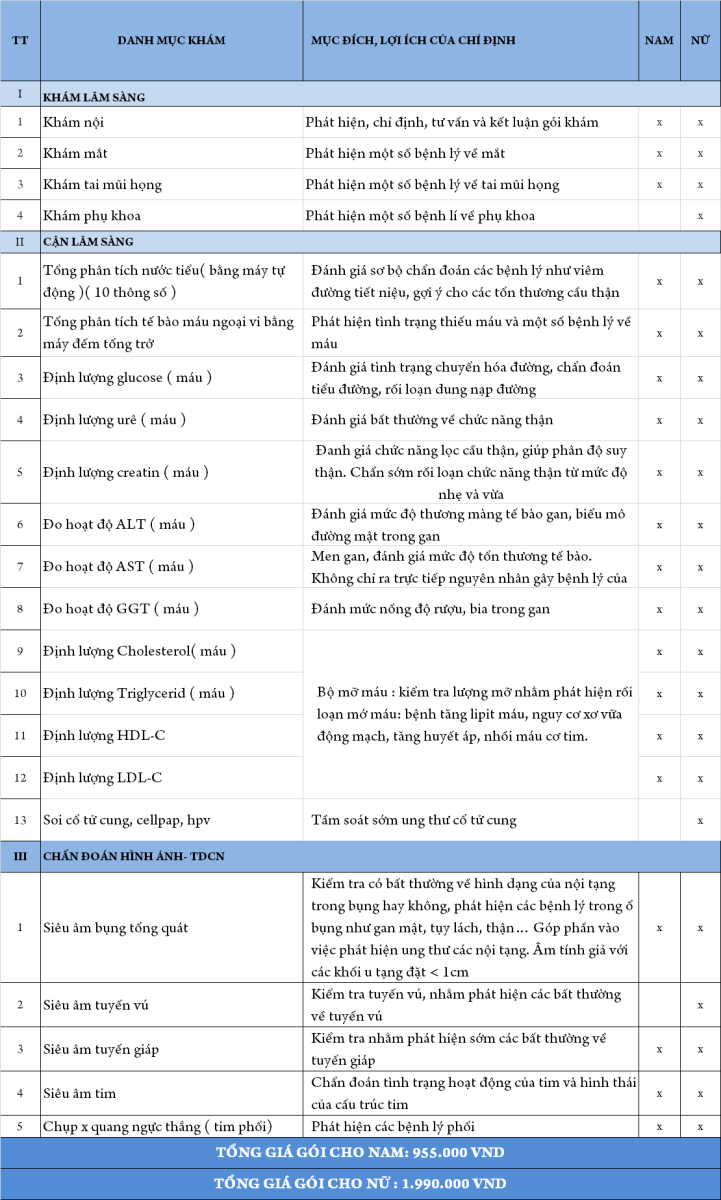 TT DANH MỤC KHÁM MỤC ĐÍCH, LỢI ÍCH CỦA CHỈ ĐỊNH NAM NỮ
I KHÁM LÂM SÀNG
1 Khám nội Phát hiện, chỉ định, tư vấn và kết luận gói khám x x
2 Khám mắt Phát hiện một số bệnh lý về mắt x x
3 Khám tai mũi họng Phát hiện một số bệnh lý về tai mũi họng x x
4 Khám phụ khoa Phát hiện một số bệnh lí về phụ khoa x
II CẬN LÂM SÀNG
1 Tổng phân tích nước tiểu( bằng máy tự
động )( 10 thông số )
Đánh giá sơ bộ chẩn đoán các bệnh lý như viêm
đường tiết niệu, gợi ý cho các tổn thương cầu thận
x x
2 Tổng phân tích tế bào máu ngoại vi bằng
máy đếm tổng trở
Phát hiện tình trạng thiếu máu và một số bệnh lý về
máu
x x
3 Định lượng glucose ( máu )
Đánh giá tình trạng chuyển hóa đường, chẩn đoán
tiểu đường, rối loạn dung nạp đường
x x
4 Định lượng urê ( máu ) Đánh giá bất thường về chức năng thận x x
5 Định lượng creatin ( máu )
Đanh giá chức năng lọc cầu thận, giúp phân độ suy
thận. Chẩn sớm rối loạn chức năng thận từ mức độ
nhẹ và vừa
x x
6 Đo hoạt độ ALT ( máu )
Đánh giá mức độ thương màng tế bào gan, biểu mô
đường mật trong gan
x x
7 Đo hoạt độ AST ( máu )
Men gan, đánh giá mức độ tổn thương tế bào.
Không chỉ ra trực tiếp nguyên nhân gây bệnh lý của
x x
8 Đo hoạt độ GGT ( máu ) Đánh mức nồng độ rượu, bia trong gan x x
9 Định lượng Cholesterol( máu ) x x
10 Định lượng Triglycerid ( máu ) x x
11 Định lượng HDL-C x x
12 Định lượng LDL-C x x
Bộ mỡ máu : kiểm tra lượng mỡ nhằm phát hiện rối
loạn mớ máu: bệnh tăng lipit máu, nguy cơ xơ vữa
động mạch, tăng huyết áp, nhồi máu cơ tim.
13 Soi cổ tử cung, cellpap, hpv Tầm soát sớm ung thư cổ tử cung x
III CHẨN ĐOÁN HÌNH ẢNH- TDCN
1 Siêu âm bụng tổng quát
Kiểm tra có bất thường về hình dạng của nội tạng
trong bụng hay không, phát hiện các bệnh lý trong ổ
bụng như gan mật, tụy lách, thận... Góp phần vào
việc phát hiện ung thư các nội tạng. Âm tính giả với
các khối u tạng đặt < 1cm
x x
2 Siêu âm tuyến vú
Kiểm tra tuyến vú, nhằm phát hiện các bất thường
về tuyến vú
x
3 Siêu âm tuyến giáp
Kiểm tra nhằm phát hiện sớm các bất thường về
tuyến giáp
x x
4 Siêu âm tim
Chẩn đoán tình trạng hoạt động của tim và hình thái
của cấu trúc tim
x x
5 Chụp x quang ngực thẳng ( tim phổi) Phát hiện các bệnh lý phổi x x
TỔNG GIÁ GÓI CHO NAM: 955.000 VND
TỔNG GIÁ GÓI CHO NỮ : 1.990.000 VND